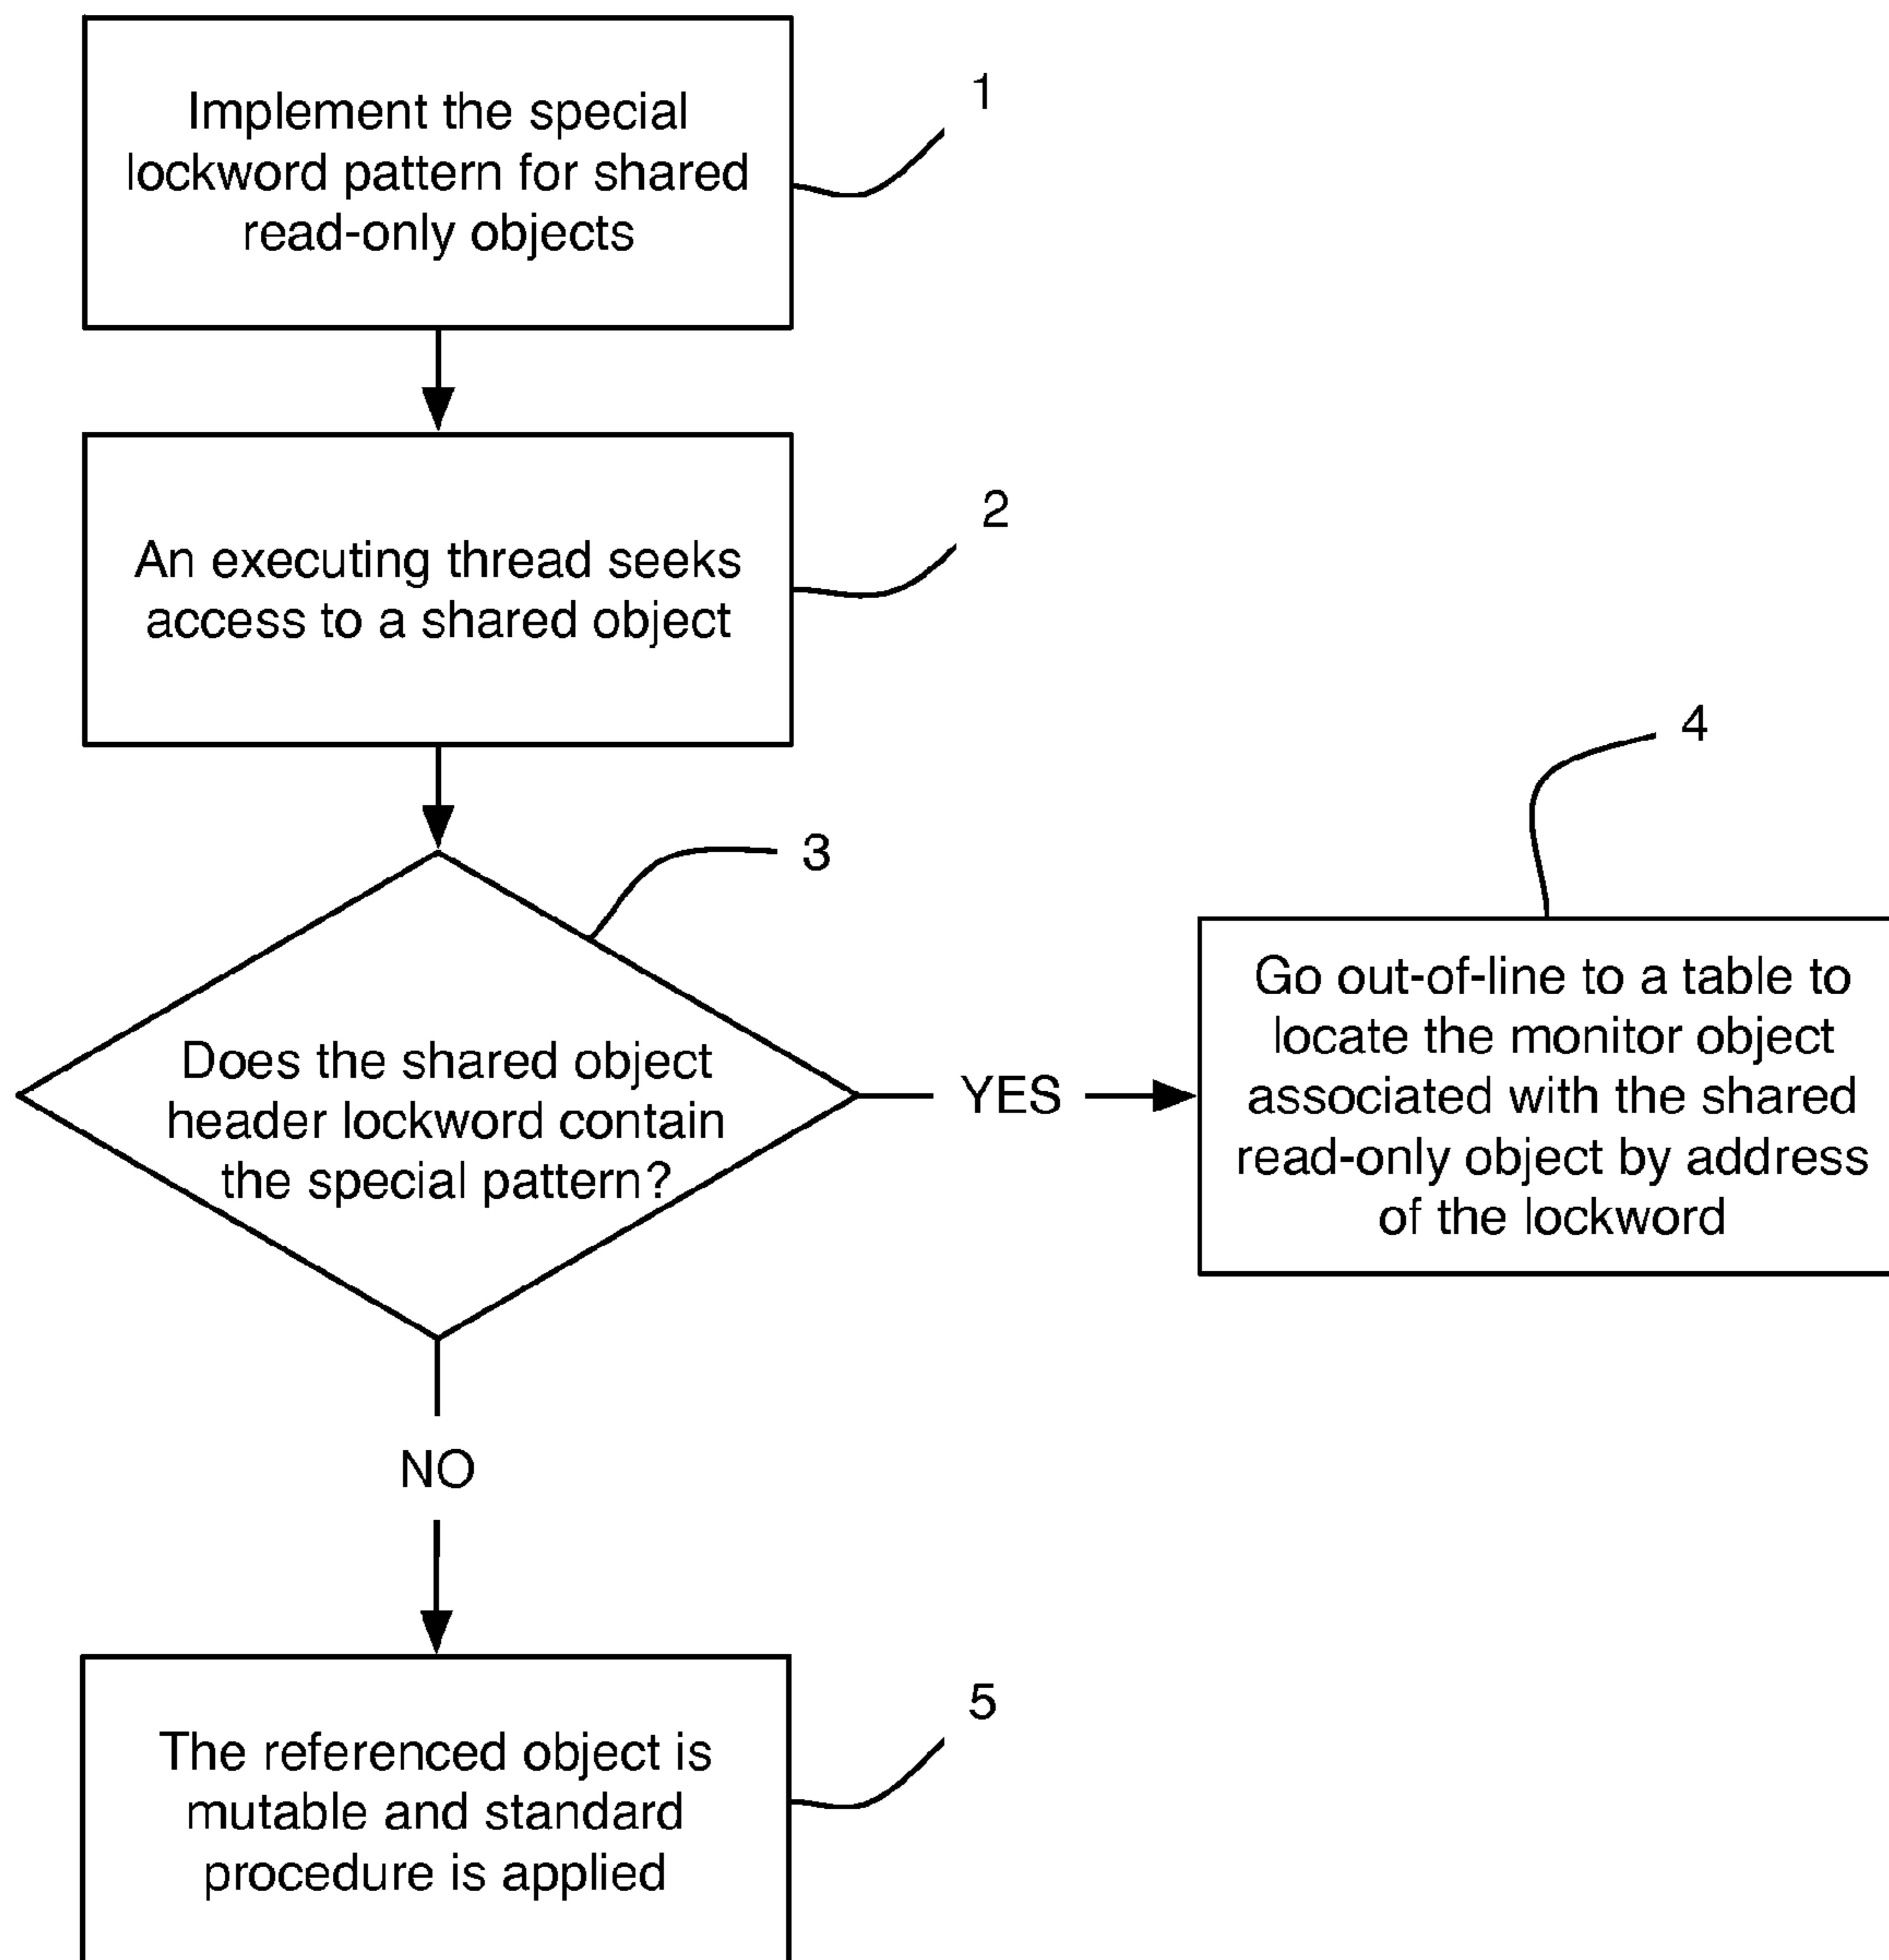 Implement the special
lockword pattern for shared
read-only objects
1
An executing thread seeks
access to a shared object
2
3
Does the shared object
header lockword contain
the special pattern?
YES
4
Go out-of-line to a table to
locate the monitor object
associated with the shared
read-only object by address
of the lockword
NO
The referenced object is
mutable and standard
procedure is applied
5